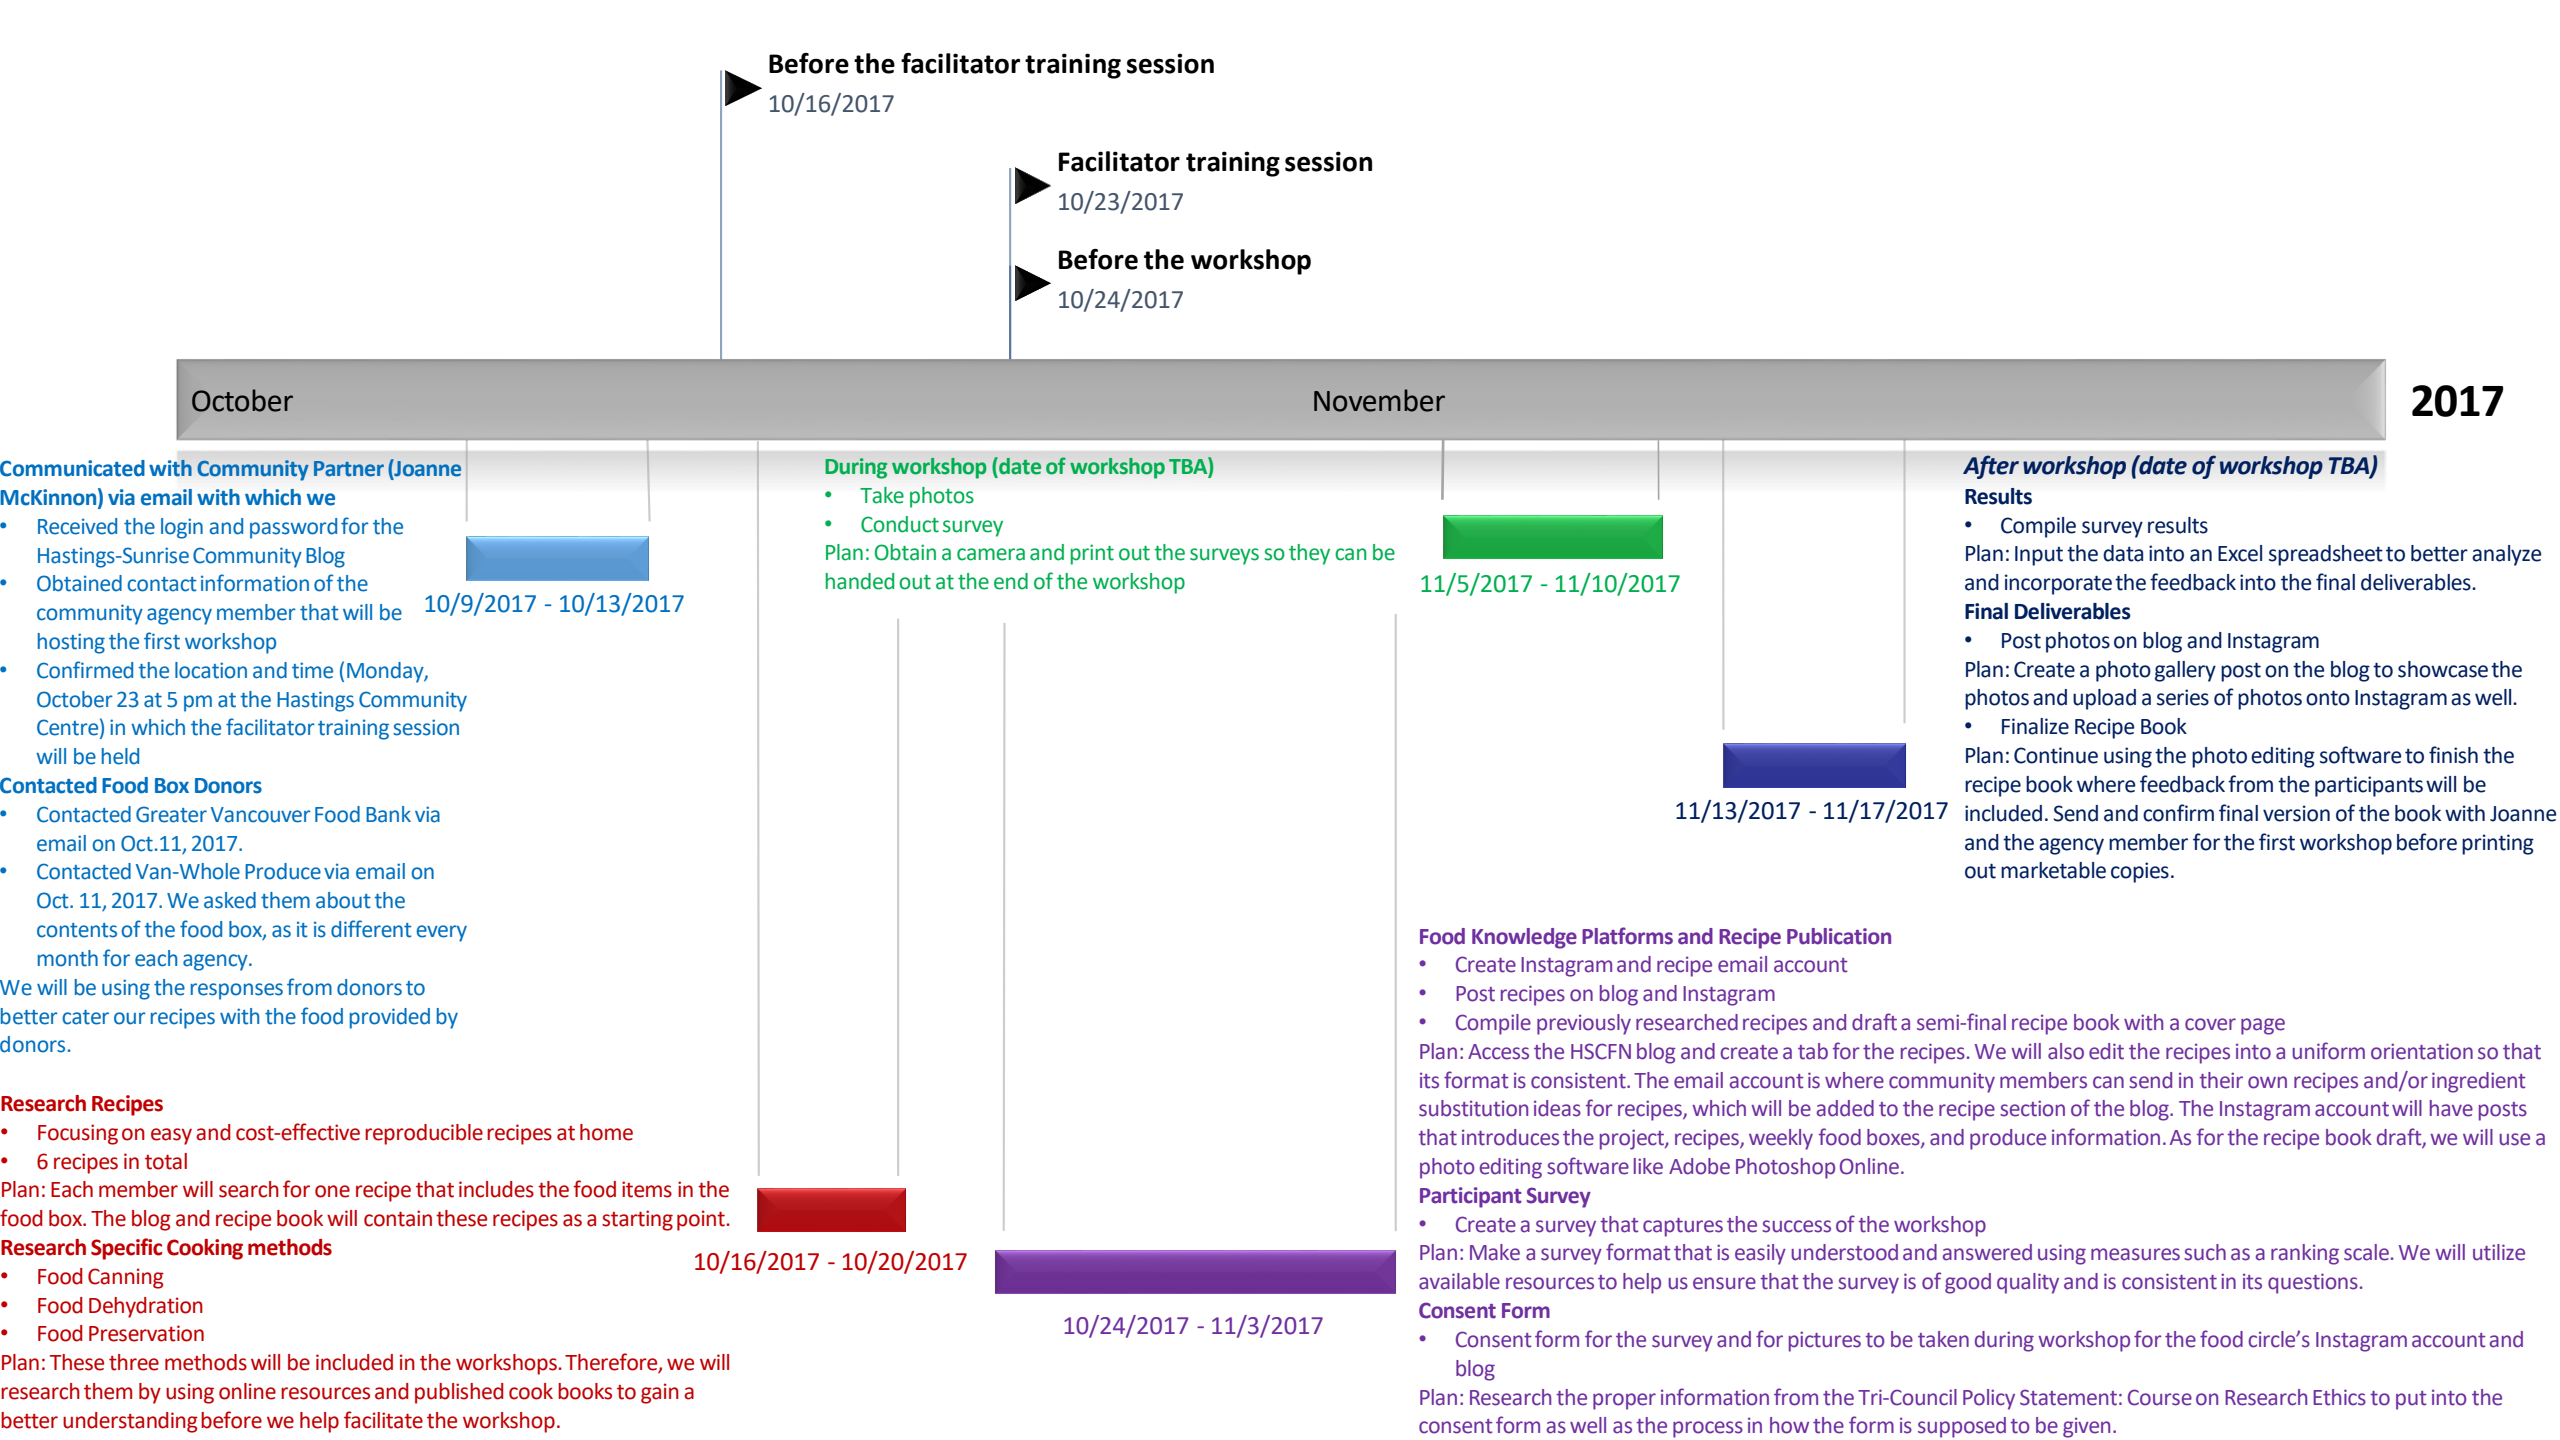 Before the facilitator training session
10/16/2017
Facilitator training session
10/23/2017
Before the workshop
10/24/2017
October
November
2017
Communicated with Community Partner (Joanne
McKinnon) via email with which we
• Received the login and password for the
Hastings-Sunrise Community Blog
• Obtained contact information of the
community agency member that will be
hosting the first workshop
• Confirmed the location and time (Monday,
October 23 at 5 pm at the Hastings Community
Centre) in which the facilitator training session
will be held
Contacted Food Box Donors
• Contacted Greater Vancouver Food Bank via
email on Oct.11, 2017.
• Contacted Van-Whole Produce via email on
Oct. 11, 2017. We asked them about the
contents of the food box, as it is different every
month for each agency.
We will be using the responses from donors to
better cater our recipes with the food provided by
donors.
10/9/2017 - 10/13/2017
During workshop (date of workshop TBA)
• Take photos
• Conduct survey
Plan: Obtain a camera and print out the surveys so they can be
handed out at the end of the workshop
11/5/2017 - 11/10/2017
After workshop (date of workshop TBA)
Results
• Compile survey results
Plan: Input the data into an Excel spreadsheet to better analyze
and incorporate the feedback into the final deliverables.
Final Deliverables
• Post photos on blog and Instagram
Plan: Create a photo gallery post on the blog to showcase the
photos and upload a series of photos onto Instagram as well.
• Finalize Recipe Book
Plan: Continue using the photo editing software to finish the
recipe book where feedback from the participants will be
included. Send and confirm final version of the book with Joanne
and the agency member for the first workshop before printing
out marketable copies.
11/13/2017 - 11/17/2017
Research Recipes
• Focusing on easy and cost-effective reproducible recipes at home
• 6 recipes in total
Plan: Each member will search for one recipe that includes the food items in the
food box. The blog and recipe book will contain these recipes as a starting point.
Research Specific Cooking methods
• Food Canning
• Food Dehydration
• Food Preservation
Plan: These three methods will be included in the workshops. Therefore, we will
research them by using online resources and published cook books to gain a
better understanding before we help facilitate the workshop.
10/16/2017 - 10/20/2017
10/24/2017 - 11/3/2017
Food Knowledge Platforms and Recipe Publication
• Create Instagram and recipe email account
• Post recipes on blog and Instagram
• Compile previously researched recipes and draft a semi-final recipe book with a cover page
Plan: Access the HSCFN blog and create a tab for the recipes. We will also edit the recipes into a uniform orientation so that
its format is consistent. The email account is where community members can send in their own recipes and/or ingredient
substitution ideas for recipes, which will be added to the recipe section of the blog. The Instagram account will have posts
that introduces the project, recipes, weekly food boxes, and produce information. As for the recipe book draft, we will use a
photo editing software like Adobe Photoshop Online.
Participant Survey
• Create a survey that captures the success of the workshop
Plan: Make a survey format that is easily understood and answered using measures such as a ranking scale. We will utilize
available resources to help us ensure that the survey is of good quality and is consistent in its questions.
Consent Form
• Consent form for the survey and for pictures to be taken during workshop for the food circle’s Instagram account and
blog
Plan: Research the proper information from the Tri-Council Policy Statement: Course on Research Ethics to put into the
consent form as well as the process in how the form is supposed to be given.